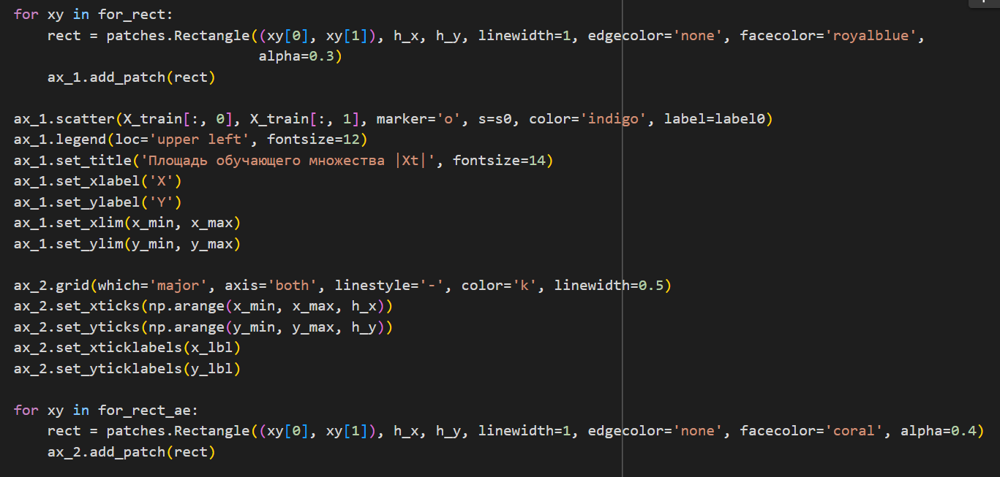 for xy in for_rect:
    rect = patches.Rectangle((xy[0], xy[1]), h_x, h_y, linewidth=1, edgecolor='none', facecolor='royalblue',
                             alpha=0.3)
    ax_1.add_patch(rect)

ax_1.scatter(X_train[:, 0], X_train[:, 1], marker='o', s=s0, color='indigo', label=label0)
ax_1.legend(loc='upper left', fontsize=12)
ax_1.set_title('Площадь обучающего множества |Xt|', fontsize=14)
ax_1.set_xlabel('X')
ax_1.set_ylabel('Y')
ax_1.set_xlim(x_min, x_max)
ax_1.set_ylim(y_min, y_max)

ax_2.grid(which='major', axis='both', linestyle='-', color='k', linewidth=0.5)
ax_2.set_xticks(np.arange(x_min, x_max, h_x))
ax_2.set_yticks(np.arange(y_min, y_max, h_y))
ax_2.set_xticklabels(x_lbl)
ax_2.set_yticklabels(y_lbl)

for xy in for_rect_ae:
    rect = patches.Rectangle((xy[0], xy[1]), h_x, h_y, linewidth=1, edgecolor='none', facecolor='coral', alpha=0.4)
    ax_2.add_patch(rect)